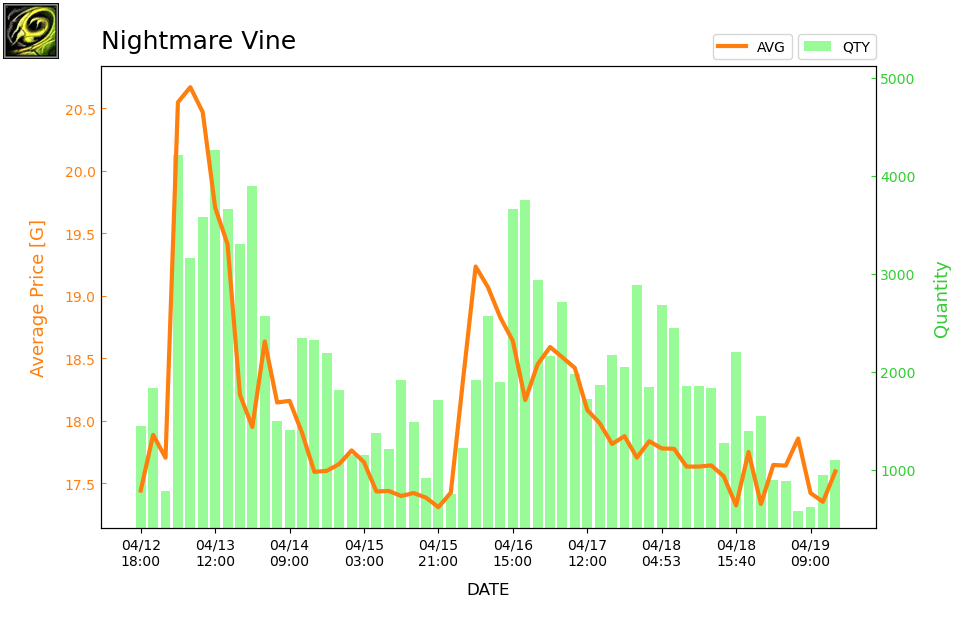 Nightmare Vine
AVG
QTY
Average Price [G]
20.5
20.0
19.5
19.0
18.5
18.0
17.5
5000
4000
3000
2000
1000
Quantity
04/12 04/13 04/14 04/15 04/15 04/16 04/17 04/18 04/18 04/19
18:00 12:00 09:00 03:00 21:00 15:00 12:00 04:53 15:40 09:00
DATE